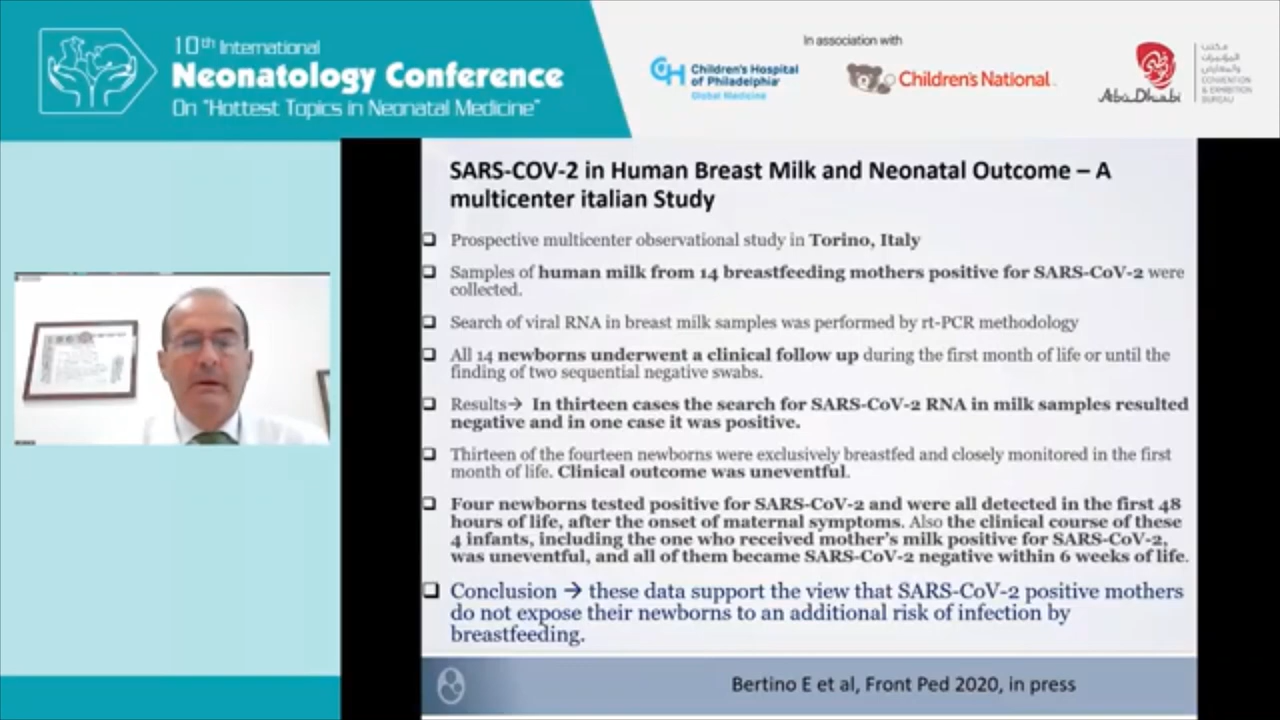 10th International
Neonatology Conference
On "Hottest Topics in Neonatal Medicine"
In association with
Children's Hospital
of Philadelphia
Global Medicine
Children's National
Abu Dhabi
مكتب
المؤتمرات
والمعارض
CONVENTION
& EXHIBITION
BUREAU
SARS-COV-2 in Human Breast Milk and Neonatal Outcome – A
multicenter italian Study
Prospective multicenter observational study in Torino, Italy
Samples of human milk from 14 breastfeeding mothers positive for SARS-CoV-2 were
collected.
Search of viral RNA in breast milk samples was performed by rt-PCR methodology
All 14 newborns underwent a clinical follow up during the first month of life or until the
finding of two sequential negative swabs.
Results→ In thirteen cases the search for SARS-CoV-2 RNA in milk samples resulted
negative and in one case it was positive.
Thirteen of the fourteen newborns were exclusively breastfed and closely monitored in the first
month of life. Clinical outcome was uneventful.
Four newborns tested positive for SARS-CoV-2 and were all detected in the first 48
hours of life, after the onset of maternal symptoms. Also the clinical course of these
4 infants, including the one who received mother's milk positive for SARS-CoV-2,
was uneventful, and all of them became SARS-CoV-2 negative within 6 weeks of life.
Conclusion → these data support the view that SARS-CoV-2 positive mothers
do not expose their newborns to an additional risk of infection by
breastfeeding.
Bertino E et al, Front Ped 2020, in press